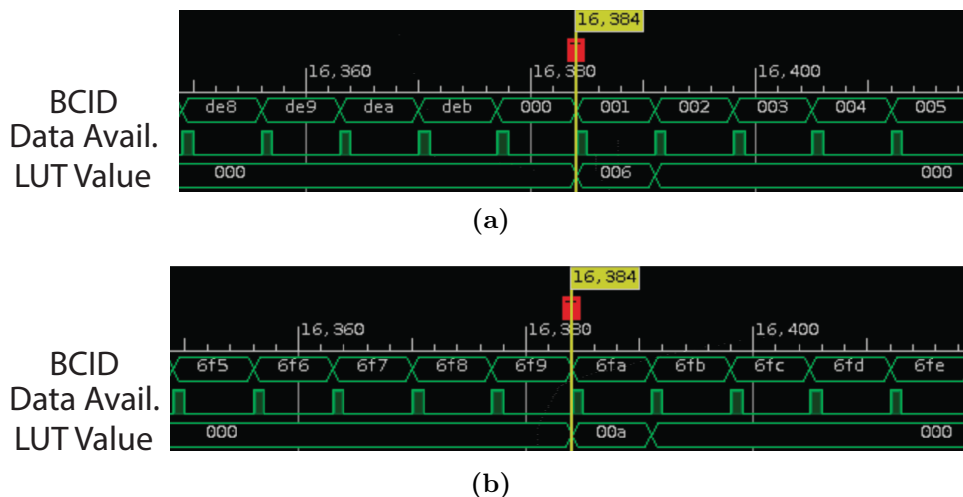 16,384
16,360 16,380 16,400
BCID de8 de9 dea deb 000 001 002 003 004 005
Data Avail.
LUT Value 000 006 000
(a)
16,384
16,360 16,380 16,400
BCID 6f5 6f6 6f7 6f8 6f9 6fa 6fb 6fc 6fd 6fe
Data Avail.
LUT Value 000 00a 000
(b)